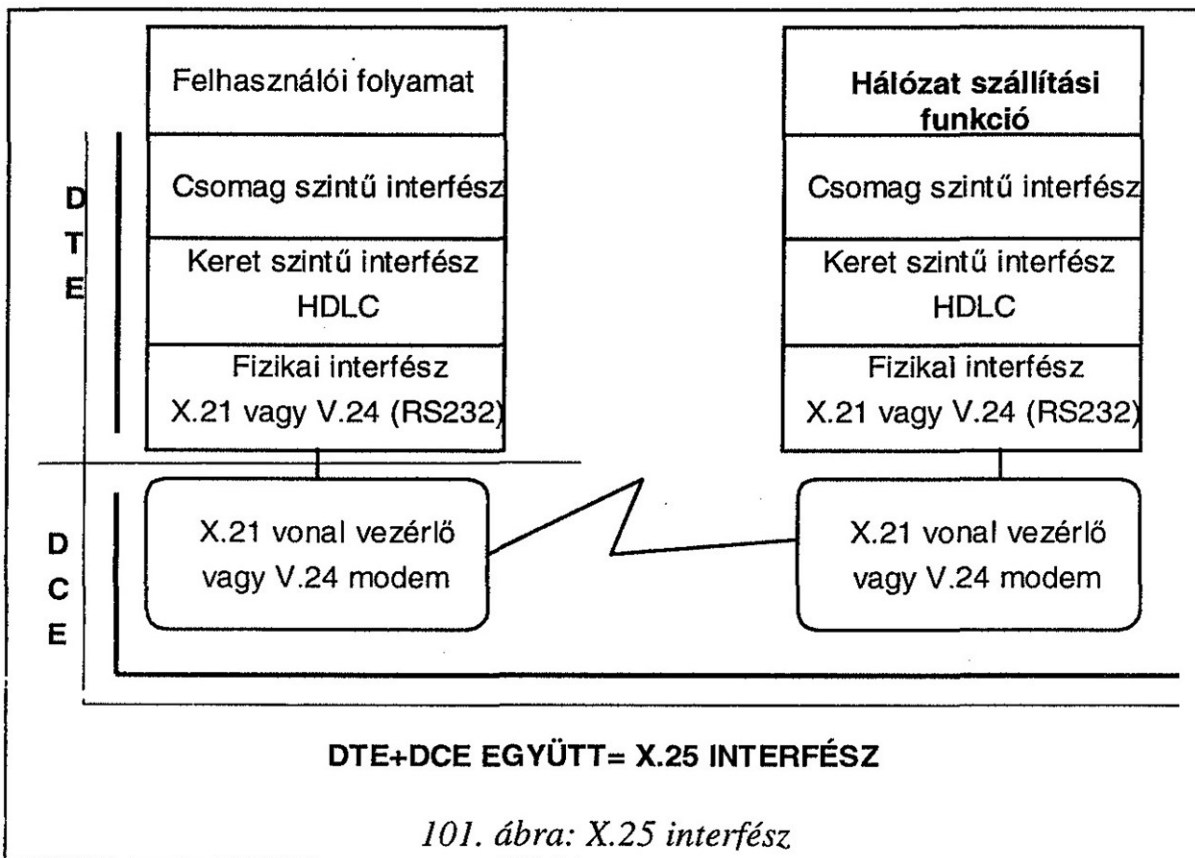 Felhasználói folyamat
Csomag szintű interfész
Keret szintű interfész
HDLC
Fizikai interfész
X.21 vagy V.24 (RS232)
Hálózat szállítási
funkció
Csomag szintű interfész
Keret szintű interfész
HDLC
Fizikai interfész
X.21 vagy V.24 (RS232)
D
T
E
D
C
E
X.21 vonal vezérlő
vagy V.24 modem
X.21 vonal vezérlő
vagy V.24 modem
DTE+DCE EGYÜTT= X.25 INTERFÉSZ
101. ábra: X.25 interfész